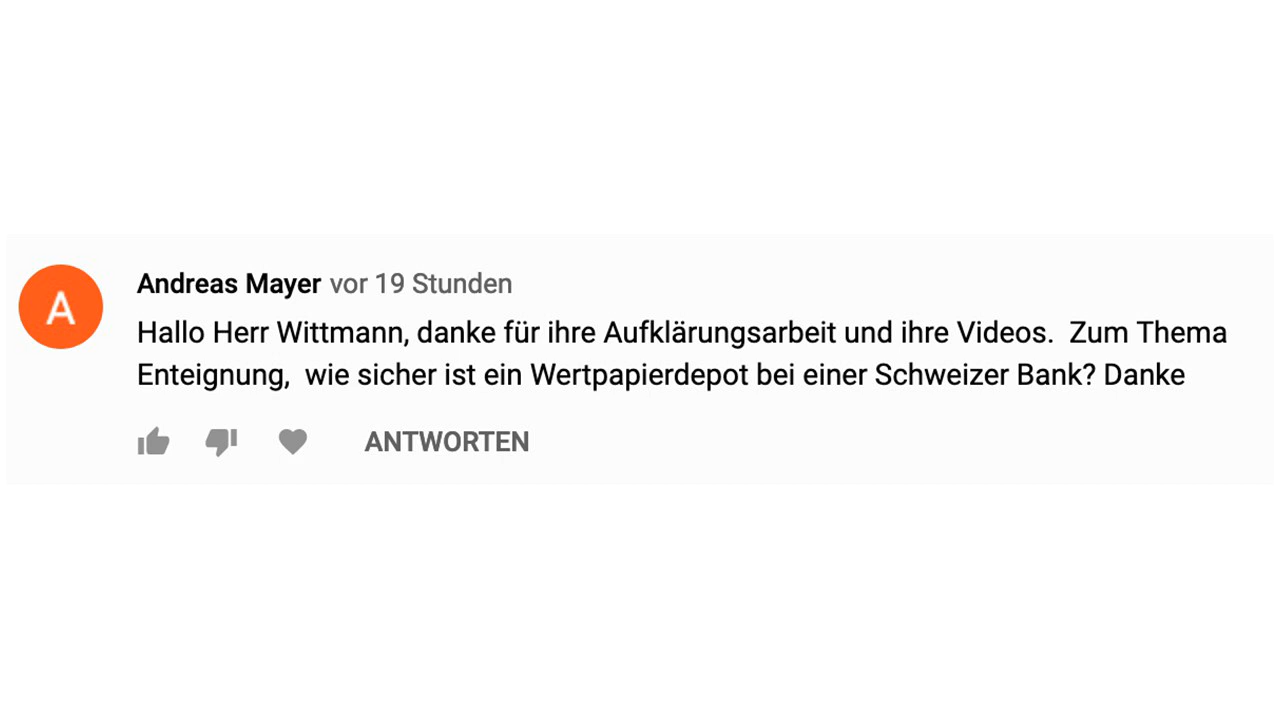 A
Andreas Mayer vor 19 Stunden
Hallo Herr Wittmann, danke für ihre Aufklärungsarbeit und ihre Videos.  Zum Thema
Enteignung,  wie sicher ist ein Wertpapierdepot bei einer Schweizer Bank? Danke
ANTWORTEN